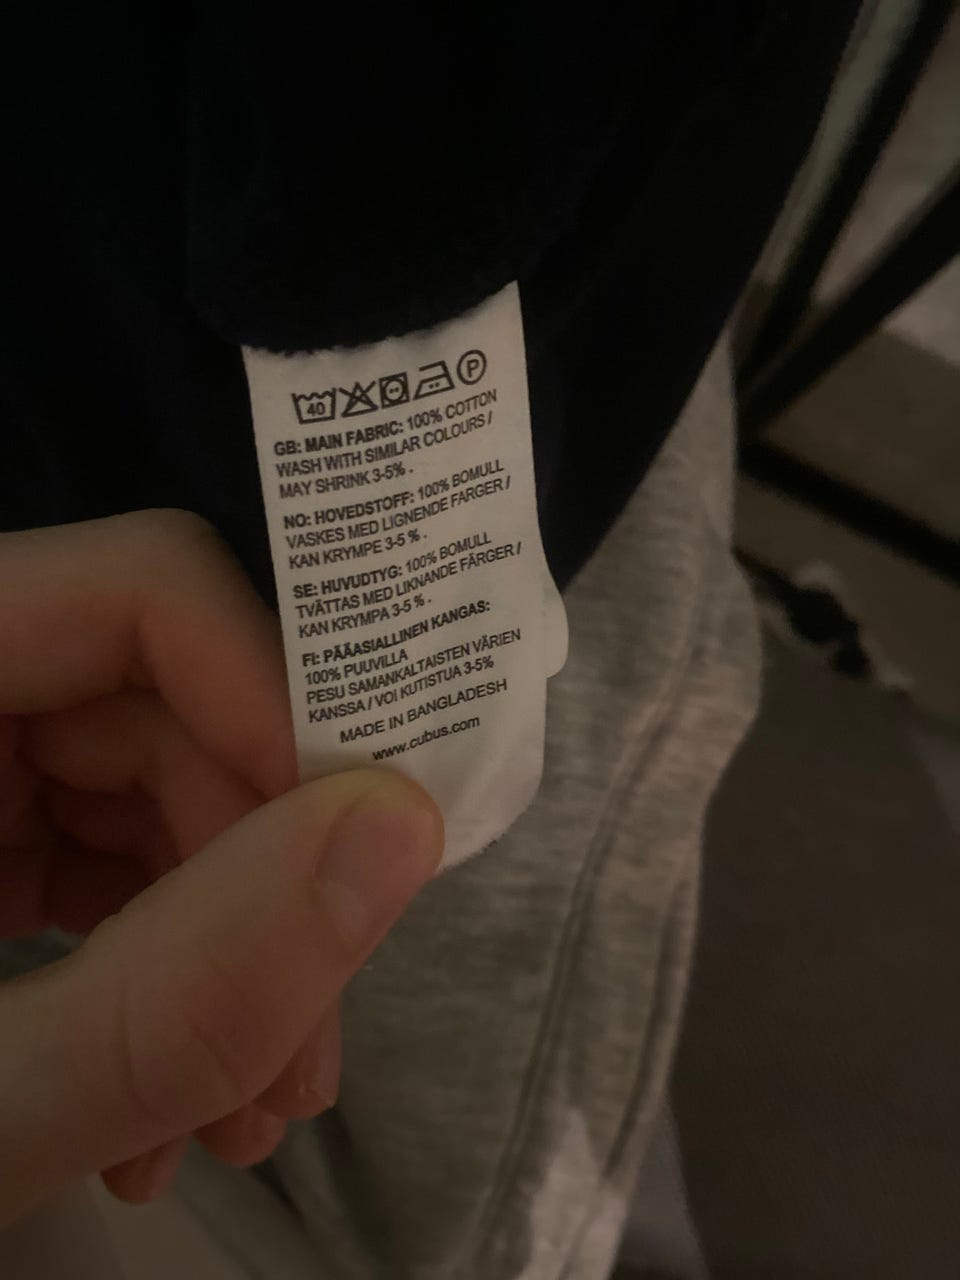 40 P
GB: MAIN FABRIC: 100% COTTON
WASH WITH SIMILAR COLOURS /
MAY SHRINK 3-5% .
NO: HOVEDSTOFF: 100% BOMULL
VASKES MED LIGNENDE FARGER /
KAN KRYMPE 3-5 % .
SE: HUVUDTYG: 100% BOMULL
TVÄTTAS MED LIKNANDE FÄRGER /
KAN KRYMPA 3-5 % .
FI: PÄÄASIALLINEN KANGAS:
100% PUUVILLA
PESU SAMANKALTAISTEN VÄRIEN
KANSSA / VOI KUTISTUA 3-5%
MADE IN BANGLADESH
www.cubus.com